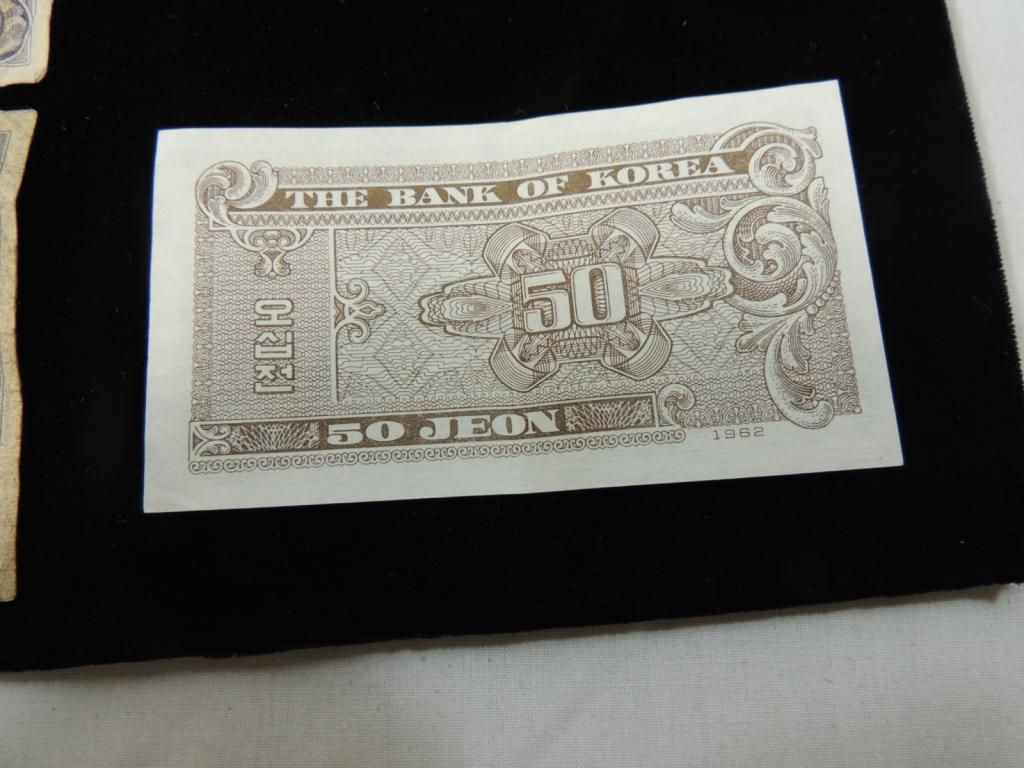 THE BANK OF KOREA
50
오십전
50 JEON
1962